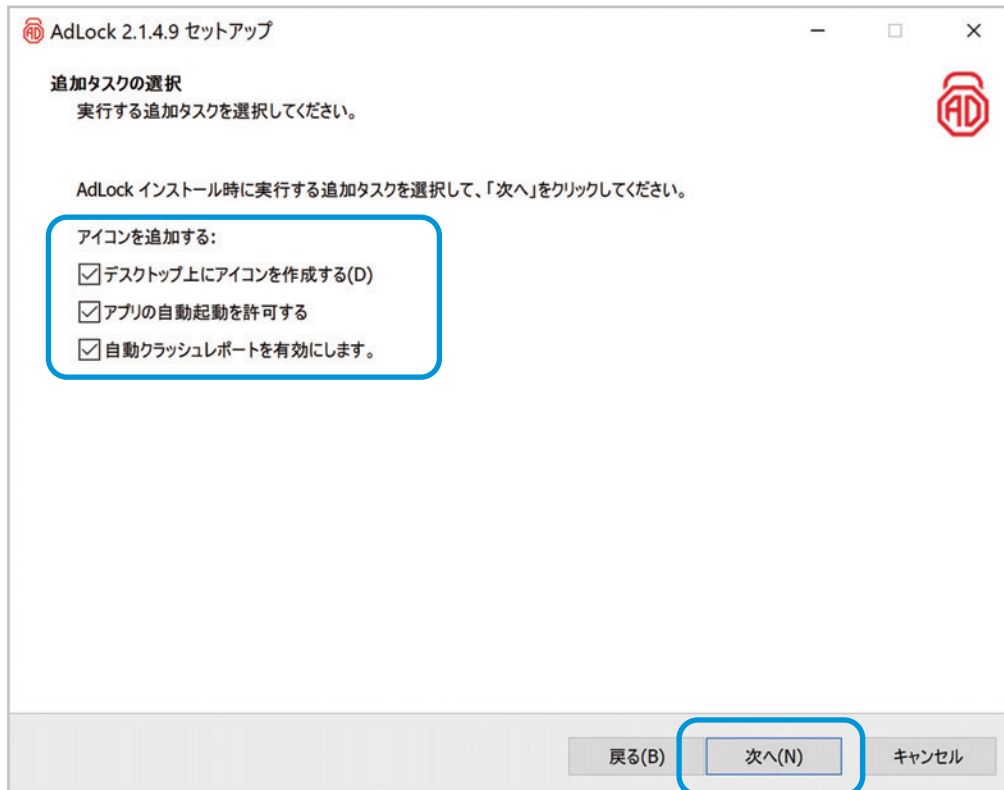 AdLock 2.1.4.9 セットアップ
追加タスクの選択
実行する追加タスクを選択してください。
AD
AdLock インストール時に実行する追加タスクを選択して、「次へ」をクリックしてください。
アイコンを追加する:
デスクトップ上にアイコンを作成する(D)
アプリの自動起動を許可する
自動クラッシュレポートを有効にします。
戻る(B) 次へ(N) キャンセル